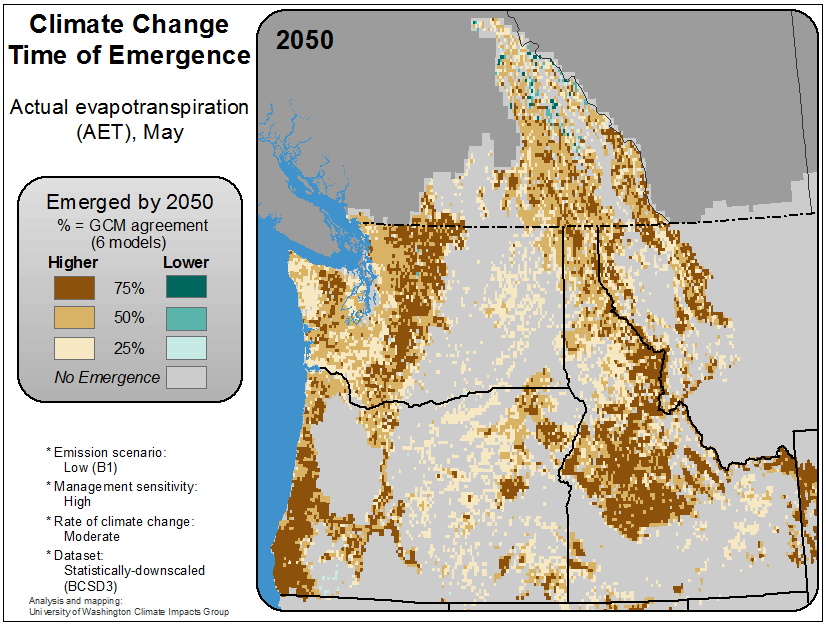 Climate Change
Time of Emergence
Actual evapotranspiration
(AET), May
2050
Emerged by 2050
% = GCM agreement
(6 models)
Higher Lower
75%
50%
25%
No Emergence
* Emission scenario:
Low (B1)
* Management sensitivity:
High
* Rate of climate change:
Moderate
* Dataset:
Statistically-downscaled
(BCSD3)
Analysis and mapping:
University of Washington Climate Impacts Group